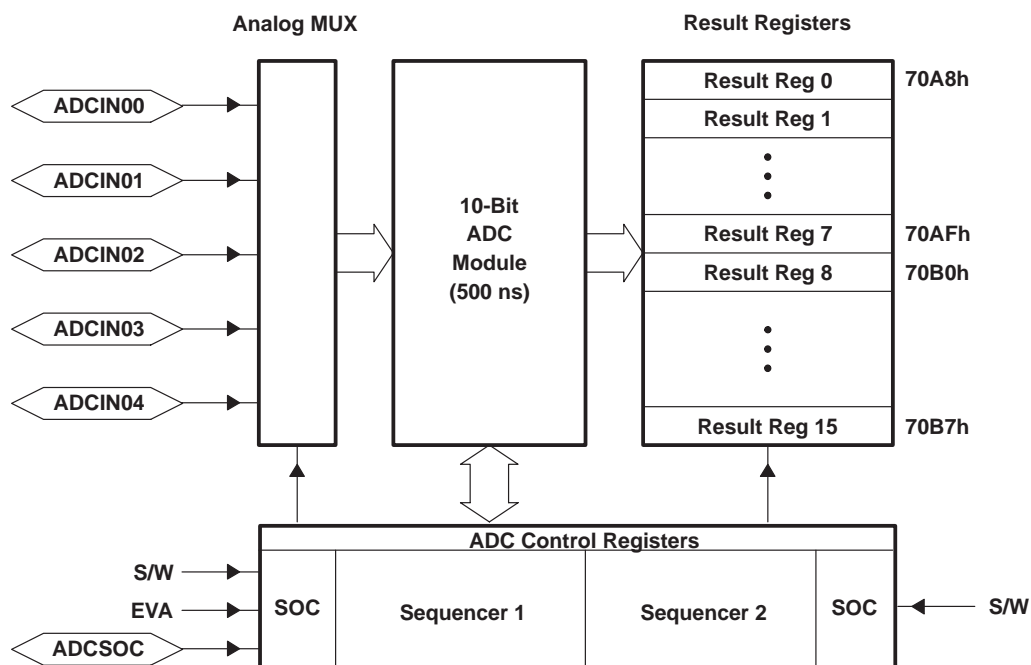 Analog MUX
Result Registers
ADCIN00
ADCIN01
ADCIN02
ADCIN03
ADCIN04
10-Bit
ADC
Module
(500 ns)
Result Reg 0
70A8h
Result Reg 1
Result Reg 7
70AFh
Result Reg 8
70B0h
Result Reg 15
70B7h
ADC Control Registers
S/W
EVA
ADCSOC
SOC
Sequencer 1
Sequencer 2
SOC
S/W